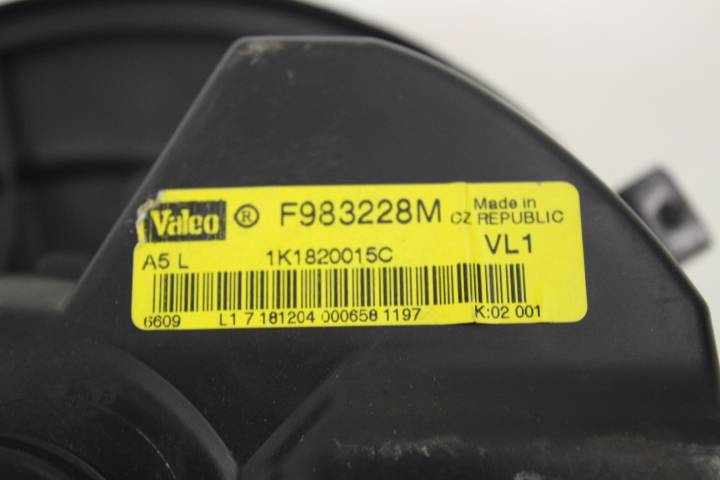 Valeo ® F983228M Made in
CZ REPUBLIC
A5 L 1K1820015C VL1
6609 L1 7 181204 000658 1197 K:02 001